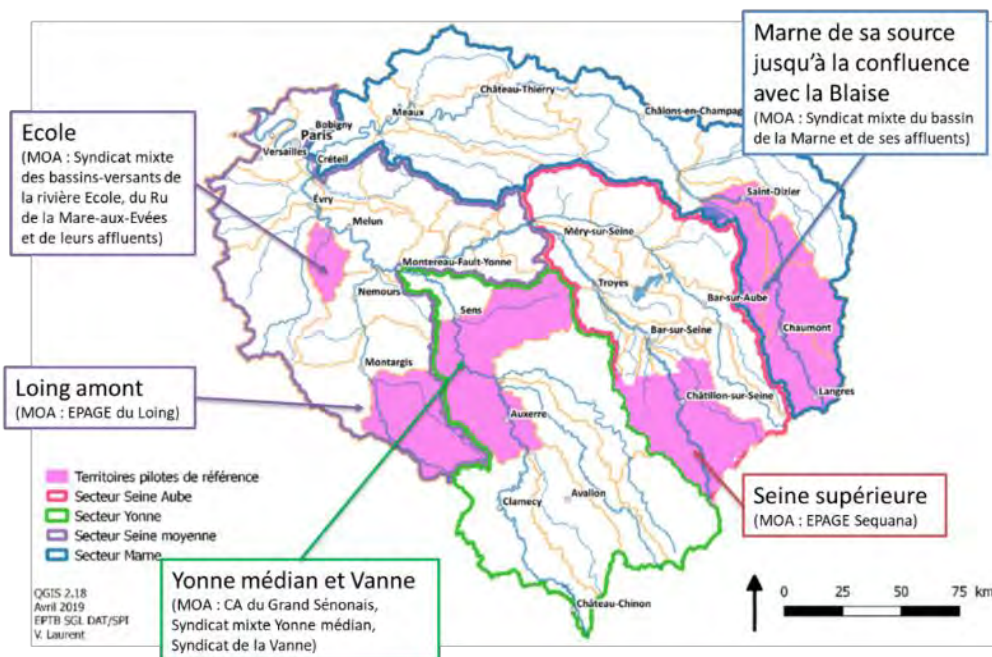 Marne de sa source
jusqu'à la confluence
avec la Blaise
(MOA : Syndicat mixte du bassin
de la Marne et de ses affluents)
Ecole
(MOA : Syndicat mixte
des bassins-versants de
la rivière Ecole, du Ru
de la Mare-aux-Evées
et de leurs affluents)
Château-Thierry
Meaux
Châlons-en-Champag
Bobigny
Paris
Versailles
Créteil
Saint-Dizier
Évry
Melun
Méry-sur-Seine
Montereau-Fault-Yonne
Nemours
Troyes
Sens
Bar-sur-Aube
Bar-sur-Seine
Chaumont
Montargis
Loing amont
(MOA : EPAGE du Loing)
Châtillon-sur-Seine
Langres
Auxerre
Territoires pilotes de référence
Secteur Seine Aube
Secteur Yonne
Secteur Seine moyenne
Secteur Marne
Clamecy
Avallon
Seine supérieure
(MOA : EPAGE Sequana)
Yonne médian et Vanne
(MOA : CA du Grand Sénonais,
Syndicat mixte Yonne médian,
Syndicat de la Vanne)
Château-Chinon
QGIS 2.18
Avril 2019
EPTB SGL DAT/SPI
V. Laurent
0 25 50 75 km